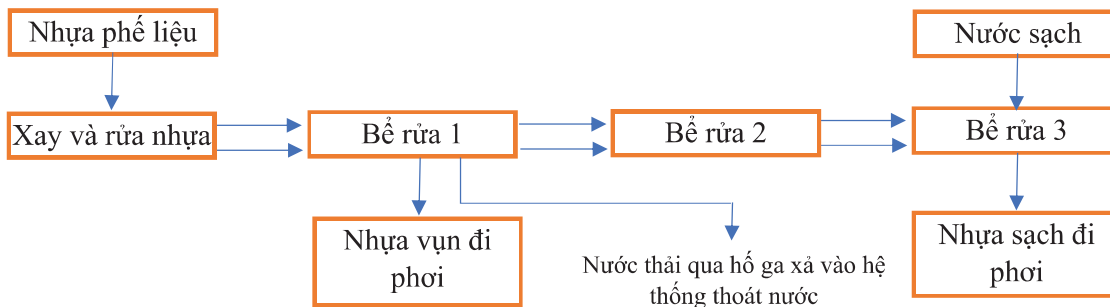 Nhựa phế liệu
Nước sạch
Xay và rửa nhựa
Bể rửa 1
Bể rửa 2
Bể rửa 3
Nhựa vụn đi
phơi
Nước thải qua hố ga xả vào hệ
thống thoát nước
Nhựa sạch đi
phơi